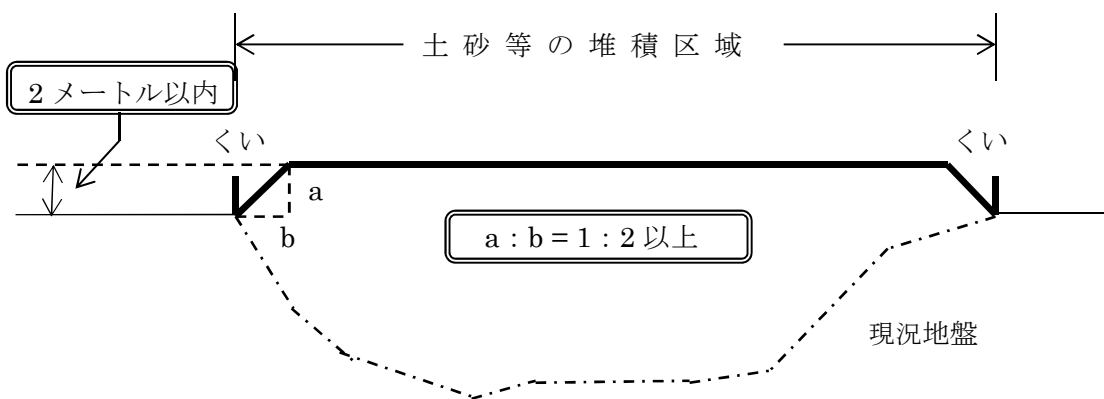 土 砂 等 の 堆 積 区 域
2 メートル以内
くい
くい
a
b
a : b = 1 : 2 以上
現況地盤